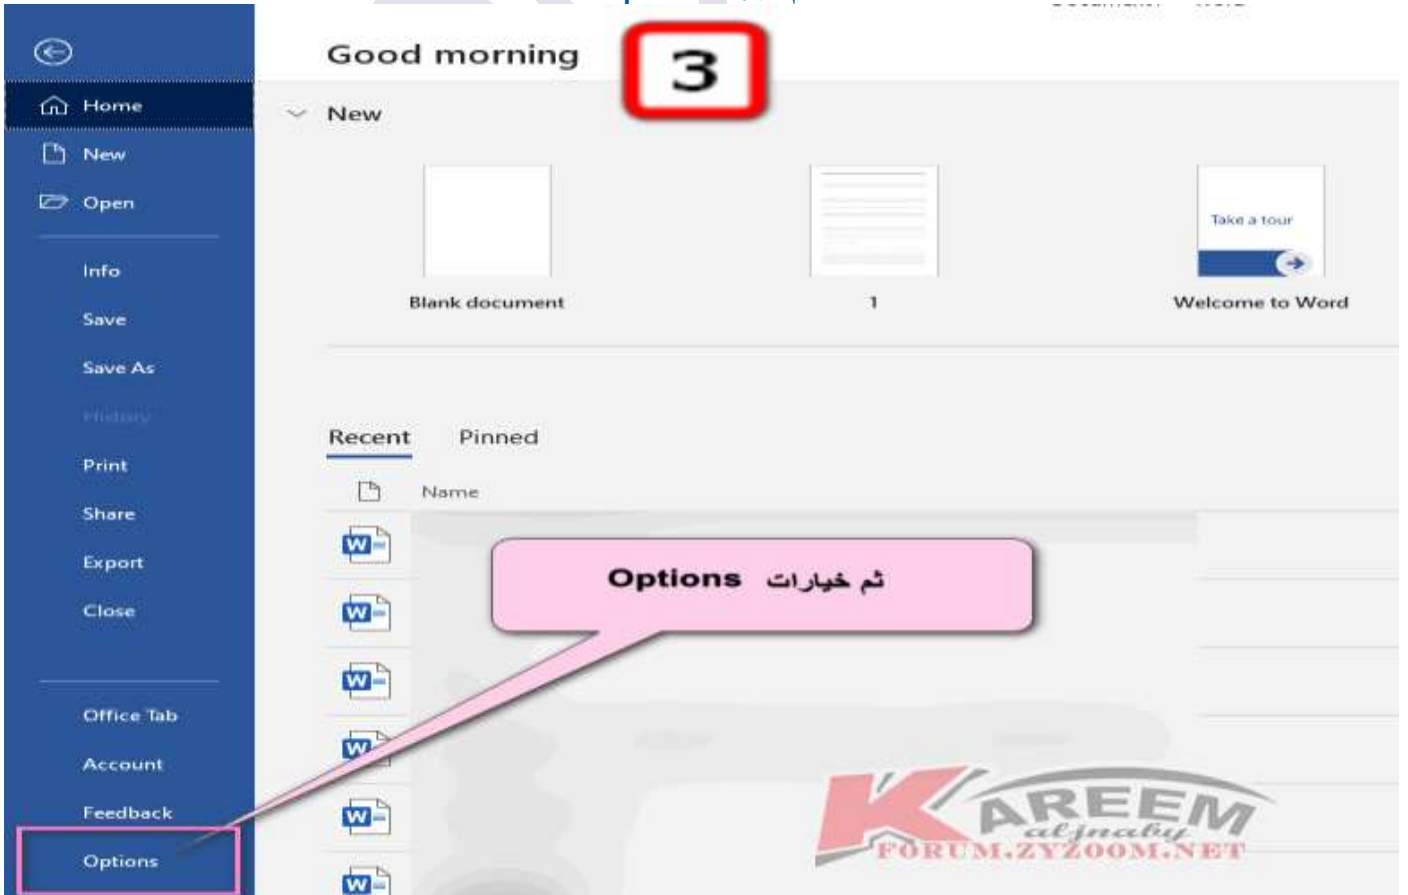 Good morning
3
Home
New
Open
Info
Save
Save As
History
Print
Share
Export
Close
Office Tab
Account
Feedback
Options
New
Blank document
1
Take a tour
Welcome to Word
Recent Pinned
Name
ثم خيارات Options
KAREEM
aljnaby
FORUM.ZYZOOM.NET